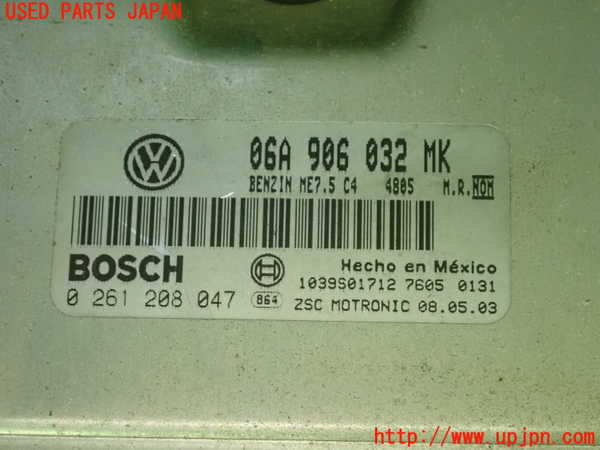 USED PARTS JAPAN
06A 906 032 MK
BENZIN ME7.5 C4 4805 M.R. NOM
BOSCH
Hecho en México
1039S01712 7605 0131
0 261 208 047 864 ZSC MOTRONIC 08.05.03
#ffcc00
http://www.upjpn.com/